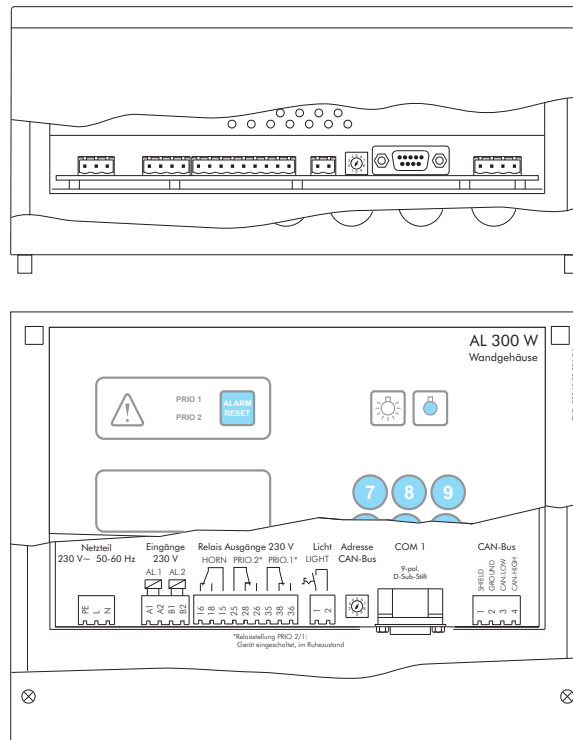 AL 300 W
Wandgehäuse
PRIO 1
PRIO 2
ALARM
RESET
7 8 9
Netzteil
230 V~ 50-60 Hz
Eingänge
230 V
AL.1 AL.2
Relais Ausgänge 230 V
HORN PRIO.2* PRIO.1*
Licht
LIGHT
Adresse
CAN-Bus
COM 1
9-pol.
D-Sub-Stift
CAN-Bus
SHIELD
GROUND
CAN-LOW
CAN-HIGH
PE
L
N
A1
A2
B1
B2
16
18
15
25
28
26
35
38
36
1
2
1
2
3
4
*Relaisstellung PRIO 2/1:
Gerät eingeschaltet, im Ruhezustand